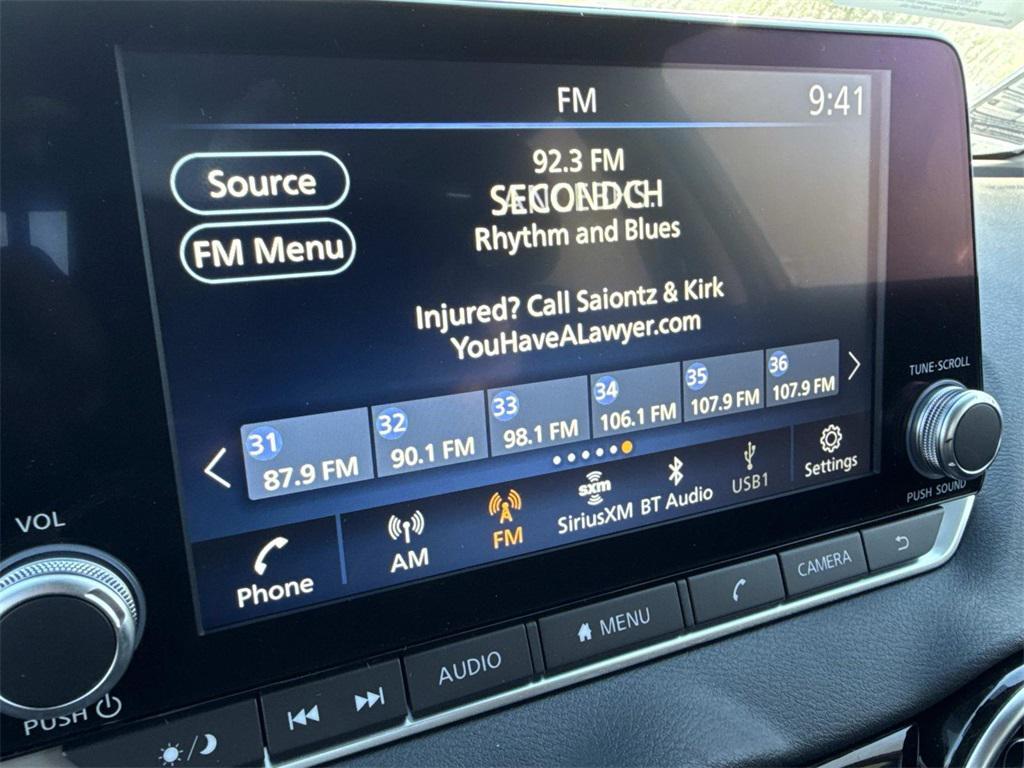 FM
9:41
Source
FM Menu
92.3 FM
Rhythm and Blues
Injured? Call Saiontz & Kirk
YouHaveALawyer.com
31
87.9 FM
32
90.1 FM
33
98.1 FM
34
106.1 FM
35
107.9 FM
36
107.9 FM
Phone
AM
FM
sxm
SiriusXM
BT Audio
USB1
Settings
VOL
PUSH
TUNE·SCROLL
PUSH SOUND
AUDIO
MENU
CAMERA